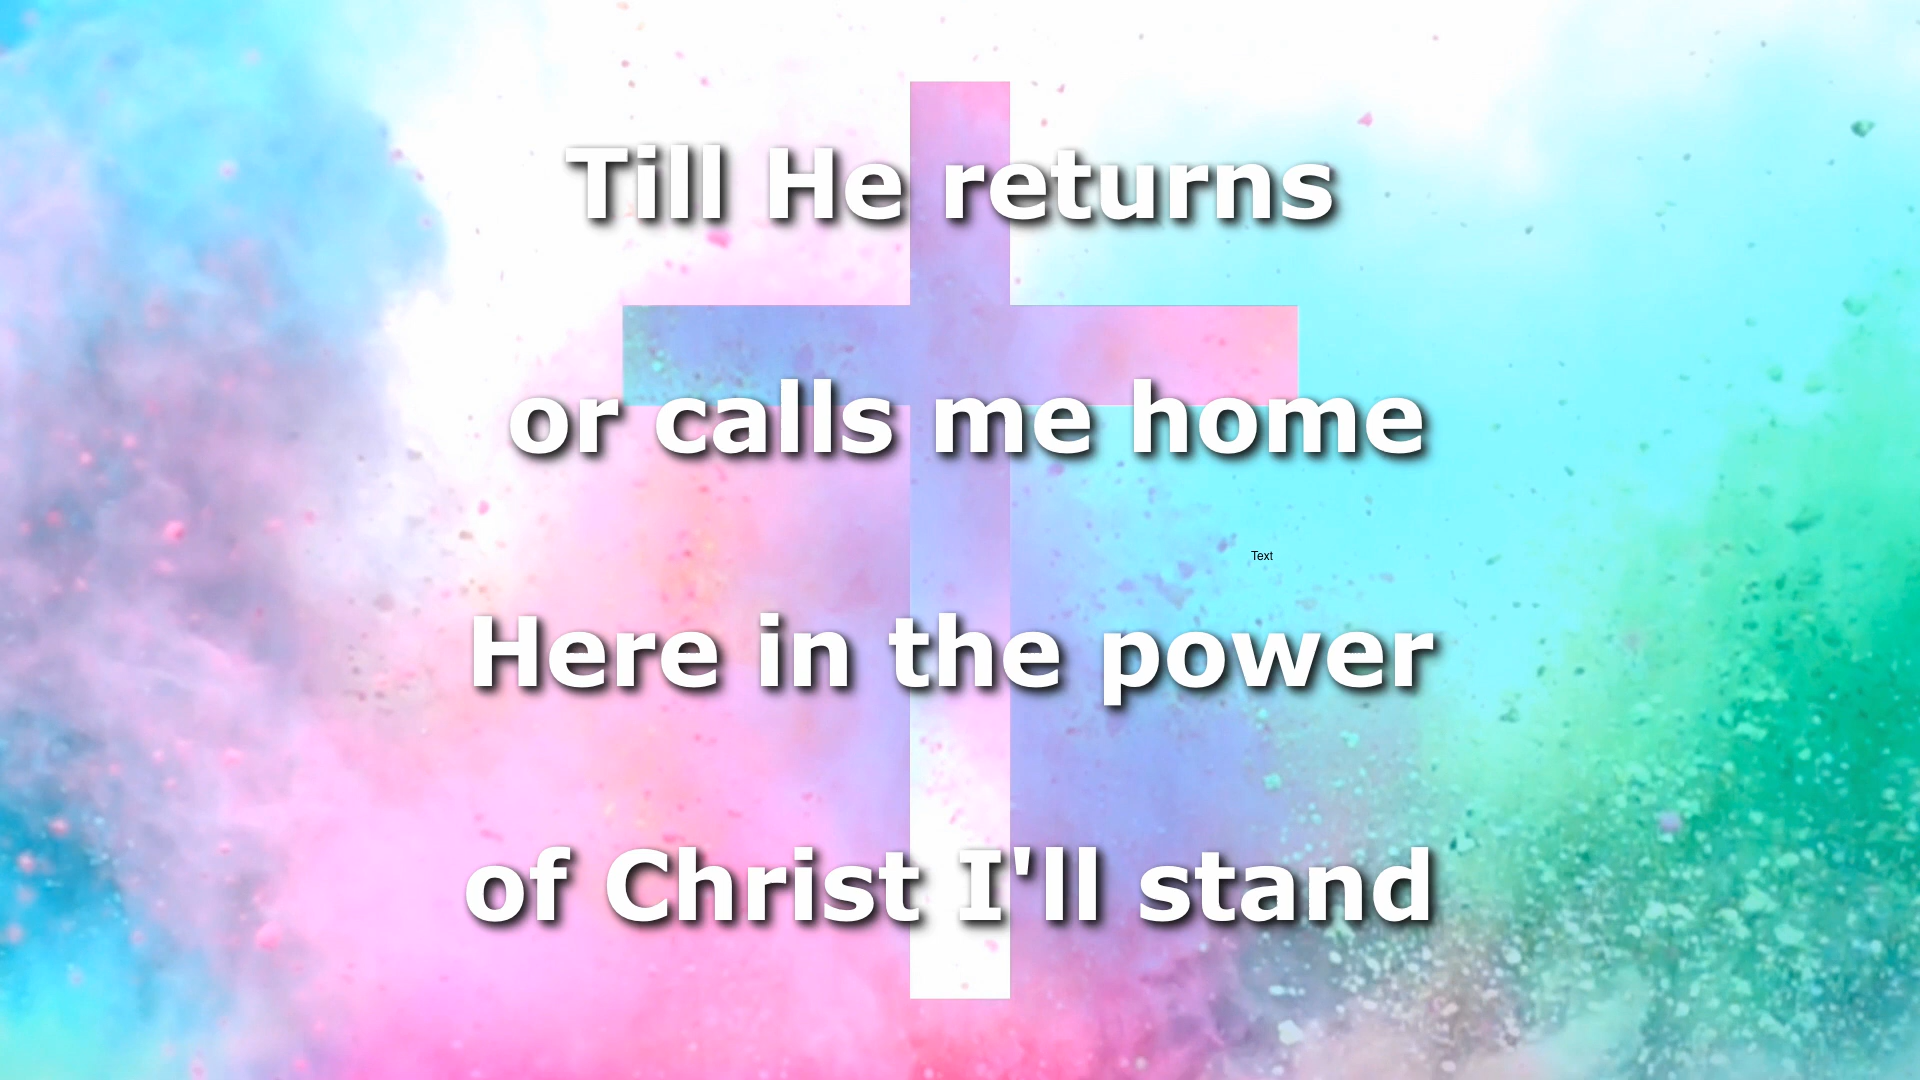 Till He returns
or calls me home
Text
Here in the power
of Christ I'll stand